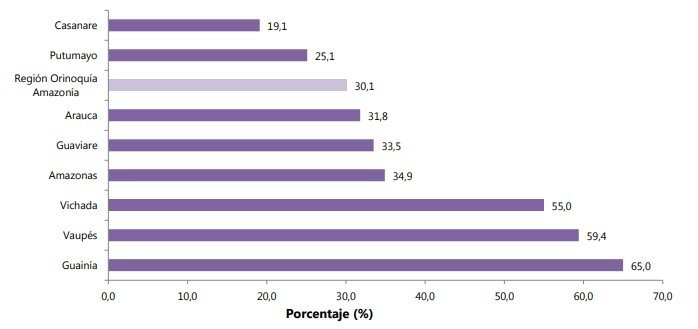 Casanare 19,1
Putumayo 25,1
Región Orinoquía
Amazonía 30,1
Arauca 31,8
Guaviare 33,5
Amazonas 34,9
Vichada 55,0
Vaupés 59,4
Guainía 65,0
0,0 10,0 20,0 30,0 40,0 50,0 60,0 70,0
Porcentaje (%)